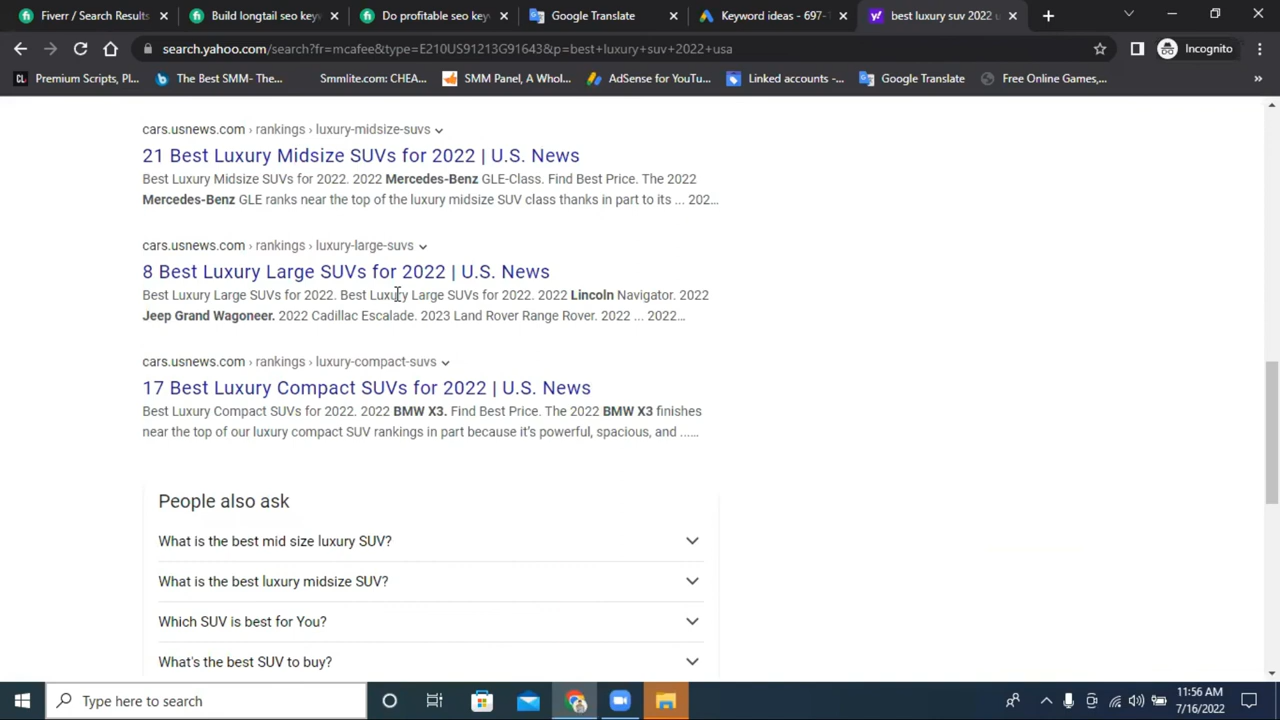 Fiverr / Search Results
Build longtail seo key
Do profitable seo key
Google Translate
Keyword ideas - 697-
best luxury suv 2022 u
search.yahoo.com/search?fr=mcafee&type=E210US91213G91643&p=best+luxury+suv+2022+usa
Incognito
Premium Scripts, Pl...
The Best SMM- The...
Smmlite.com: CHEA...
SMM Panel, A Whol...
AdSense for YouTu...
Linked accounts -...
Google Translate
Free Online Games,...
»
cars.usnews.com › rankings › luxury-midsize-suvs
21 Best Luxury Midsize SUVs for 2022 | U.S. News
Best Luxury Midsize SUVs for 2022. 2022 Mercedes-Benz GLE-Class. Find Best Price. The 2022
Mercedes-Benz GLE ranks near the top of the luxury midsize SUV class thanks in part to its ... 202...
cars.usnews.com › rankings › luxury-large-suvs
8 Best Luxury Large SUVs for 2022 | U.S. News
Best Luxury Large SUVs for 2022. Best Luxury Large SUVs for 2022. 2022 Lincoln Navigator. 2022
Jeep Grand Wagoneer. 2022 Cadillac Escalade. 2023 Land Rover Range Rover. 2022 ... 2022...
cars.usnews.com › rankings › luxury-compact-suvs
17 Best Luxury Compact SUVs for 2022 | U.S. News
Best Luxury Compact SUVs for 2022. 2022 BMW X3. Find Best Price. The 2022 BMW X3 finishes
near the top of our luxury compact SUV rankings in part because it's powerful, spacious, and ......
People also ask
What is the best mid size luxury SUV?
What is the best luxury midsize SUV?
Which SUV is best for You?
What's the best SUV to buy?
Type here to search
11:56 AM
7/16/2022